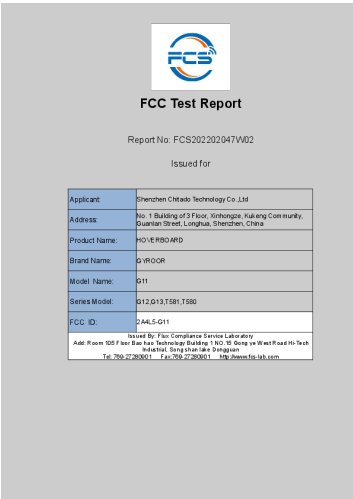 FCS
FCC Test Report
Report No: FCS202202047W02
Issued for
Applicant: Shenzhen Chitado Technology Co.,Ltd
Address: No. 1 Building of 3 Floor, Xinhongze, Kukeng Community,
Guanlan Street, Longhua, Shenzhen, China
Product Name: HOVERBOARD
Brand Name: GYROOR
Model Name: G11
Series Model: G12,G13,T581,T580
FCC ID: 2A4L5-G11
Issued By: Flux Compliance Service Laboratory
Add: Room 105 Floor Bao hao Technology Building 1 NO.15 Gong ye West Road Hi-Tech
Industrial, Song shan lake Dongguan
Tel: 769-27280901 Fax:769-27280901 http://www.fcs-lab.com